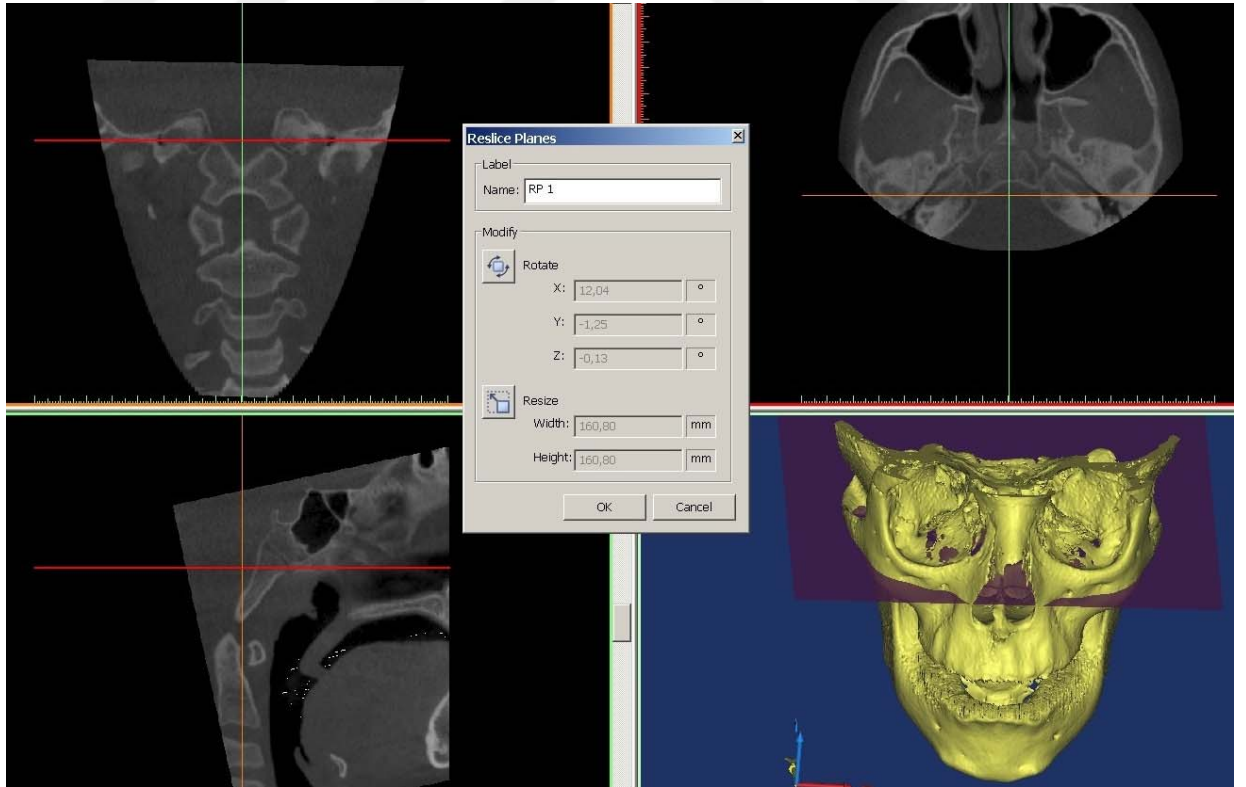 Reslice Planes
Label
Name: RP 1
Modify
Rotate
X: 12,04 °
Y: -1,25 °
Z: -0,13 °
Resize
Width: 160,80 mm
Height: 160,80 mm
OK Cancel